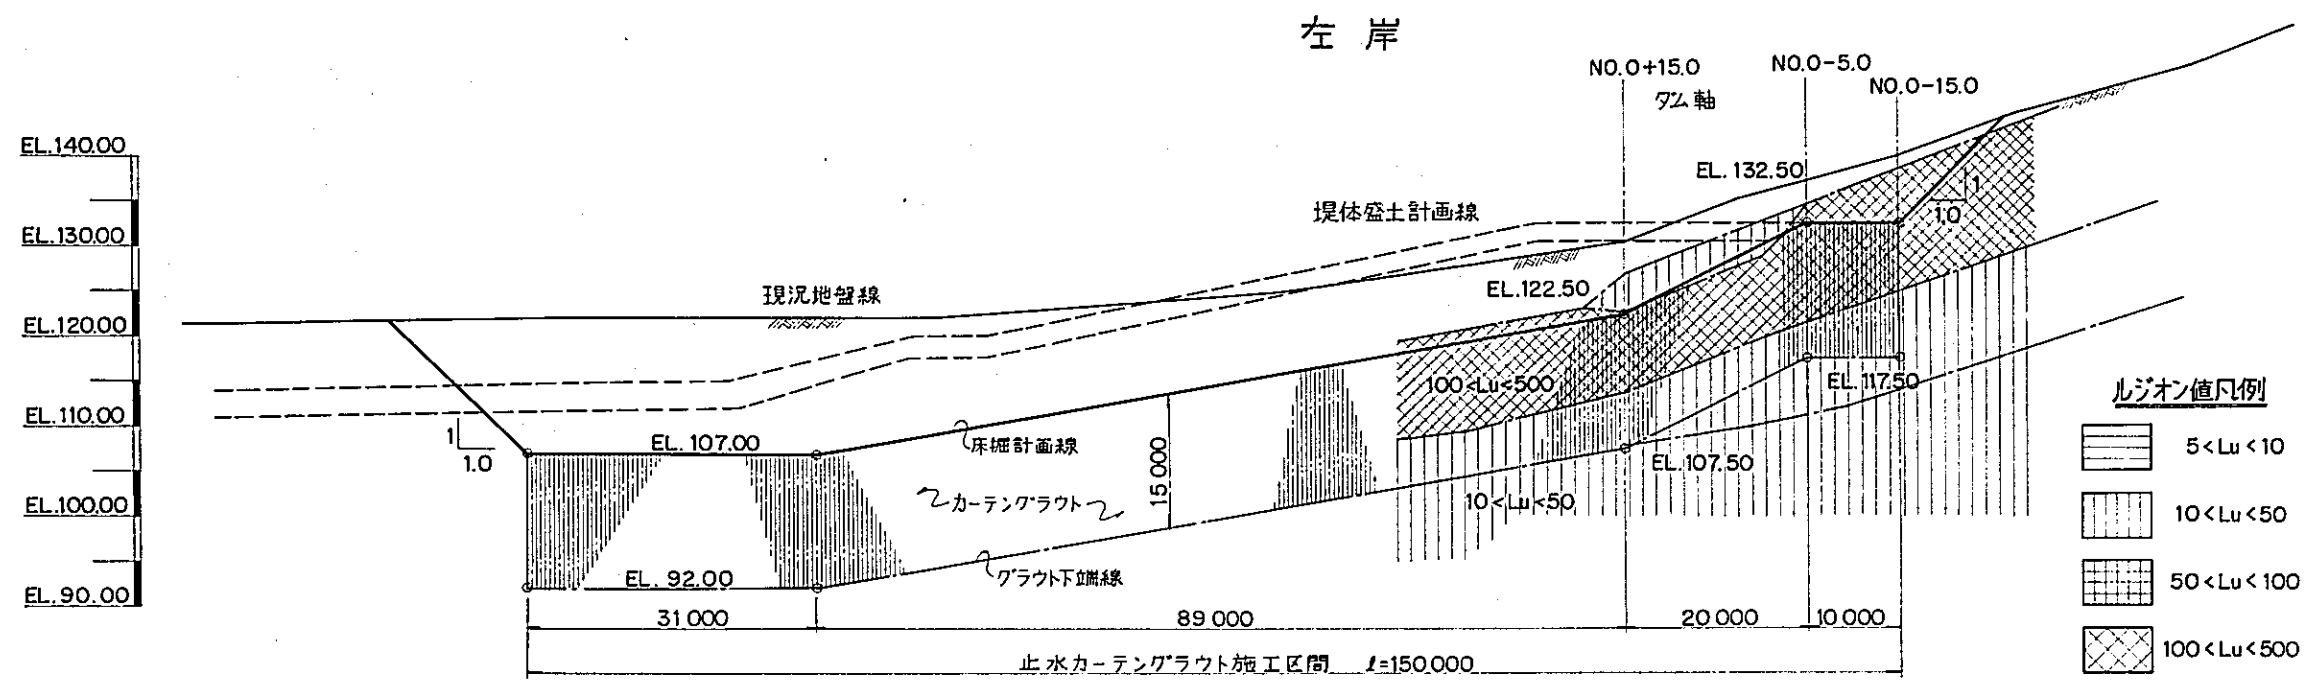 左岸
NO.0+15.0
ダム軸
NO.0-5.0
NO.0-15.0
EL.140.00
EL.130.00
EL.120.00
EL.110.00
EL.100.00
EL.90.00
EL.132.50
1
1.0
堤体盛土計画線
現況地盤線
EL.122.50
100<Lu<500
EL.117.50
1
1.0
EL.107.00
床掘計画線
15 000
EL.107.50
10<Lu<50
カーテングラウト
グラウト下端線
EL.92.00
ルジオン値凡例
5<Lu<10
10<Lu<50
50<Lu<100
100<Lu<500
31 000
89 000
20 000
10 000
止水カーテングラウト施工区間 ℓ=150 000